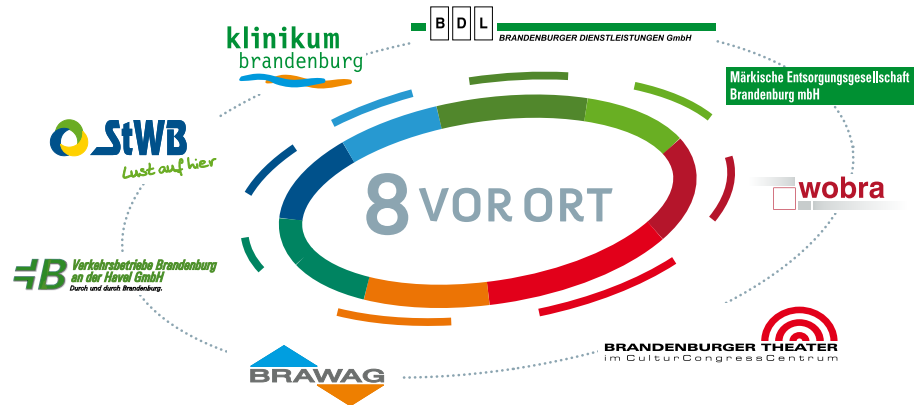 BDL
BRANDENBURGER DIENSTLEISTUNGEN GmbH
klinikum
brandenburg
Märkische Entsorgungsgesellschaft
Brandenburg mbH
StWB
Lust auf hier
8 VOR ORT
wobra
B Verkehrsbetriebe Brandenburg
an der Havel GmbH
Durch und durch Brandenburg.
BRANDENBURGER THEATER
im CulturCongressCentrum
BRAWAG